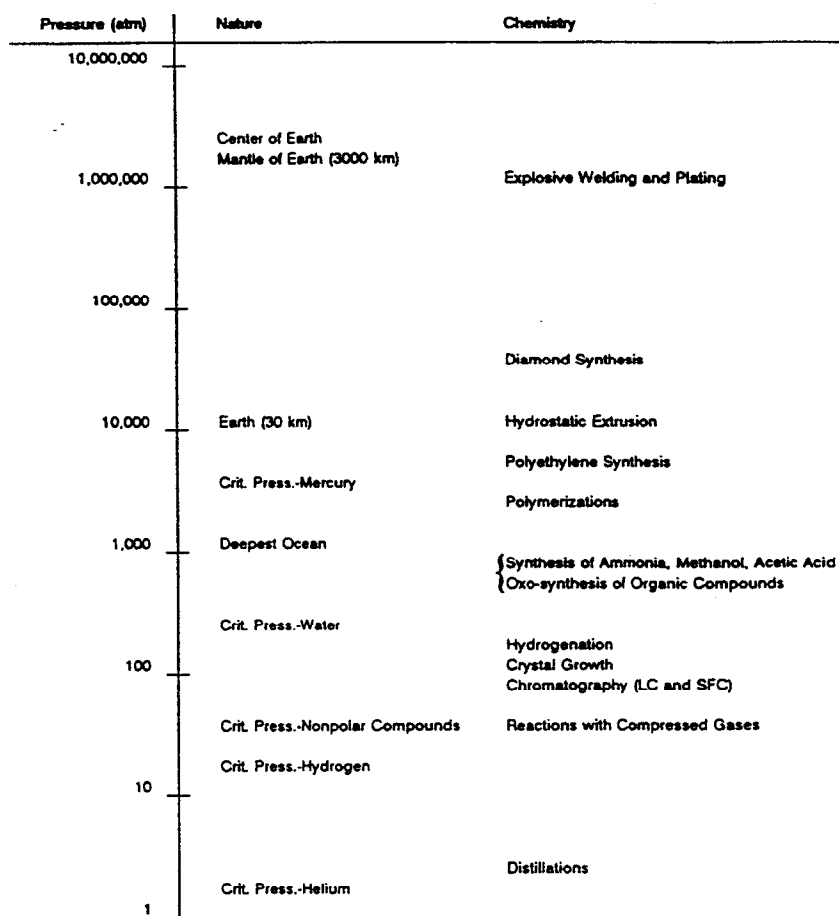 Pressure (atm) Nature Chemistry
10,000,000
Center of Earth
Mantle of Earth (3000 km)
1,000,000 Explosive Welding and Plating
100,000
Diamond Synthesis
10,000 Earth (30 km) Hydrostatic Extrusion
Polyethylene Synthesis
Crit. Press.-Mercury
Polymerizations
1,000 Deepest Ocean
{Synthesis of Ammonia, Methanol, Acetic Acid
Oxo-synthesis of Organic Compounds
Crit. Press.-Water
Hydrogenation
100 Crystal Growth
Chromatography (LC and SFC)
Crit. Press.-Nonpolar Compounds Reactions with Compressed Gases
Crit. Press.-Hydrogen
10
Distillations
Crit. Press.-Helium
1